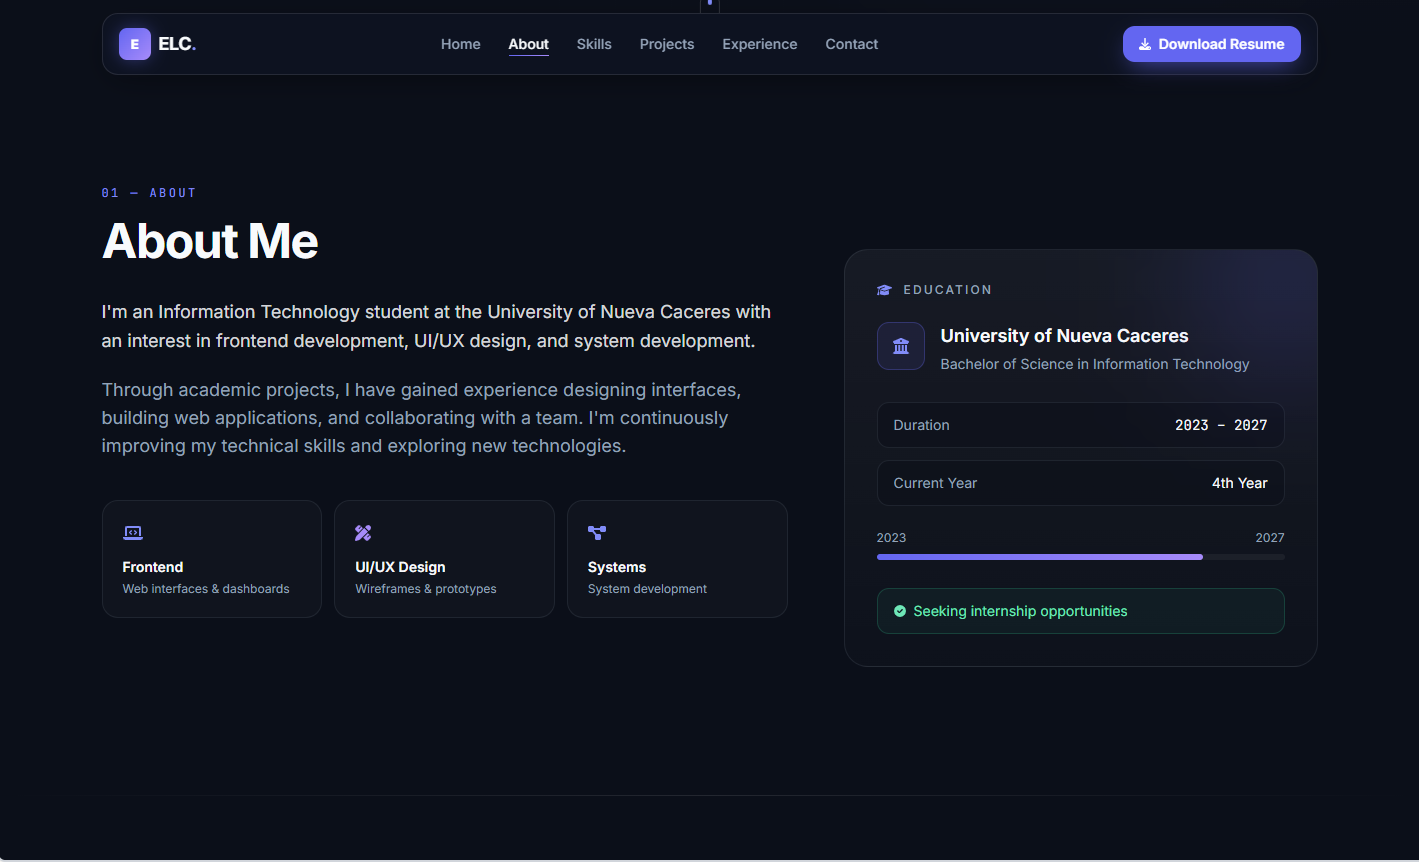 E ELC.
Home About Skills Projects Experience Contact
Download Resume
01 — ABOUT
About Me
I'm an Information Technology student at the University of Nueva Caceres with
an interest in frontend development, UI/UX design, and system development.
Through academic projects, I have gained experience designing interfaces,
building web applications, and collaborating with a team. I'm continuously
improving my technical skills and exploring new technologies.
Frontend
Web interfaces & dashboards
UI/UX Design
Wireframes & prototypes
Systems
System development
EDUCATION
University of Nueva Caceres
Bachelor of Science in Information Technology
Duration 2023 – 2027
Current Year 4th Year
2023 2027
Seeking internship opportunities